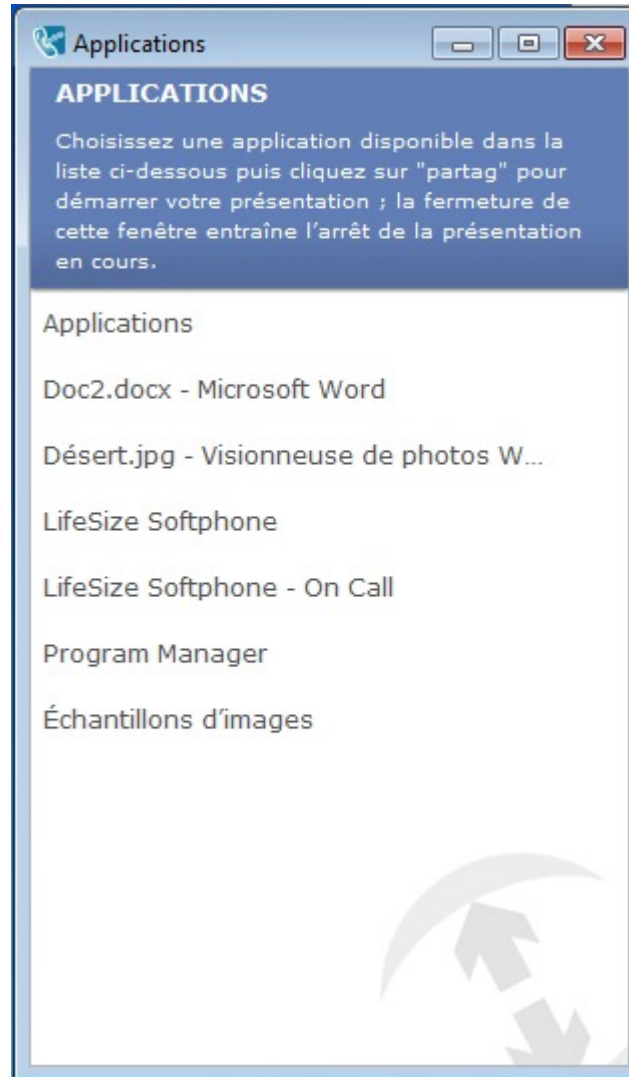 Applications
APPLICATIONS
Choisissez une application disponible dans la
liste ci-dessous puis cliquez sur "partag" pour
démarrer votre présentation ; la fermeture de
cette fenêtre entraîne l’arrêt de la présentation
en cours.
Applications
Doc2.docx - Microsoft Word
Désert.jpg - Visionneuse de photos W...
LifeSize Softphone
LifeSize Softphone - On Call
Program Manager
Échantillons d’images